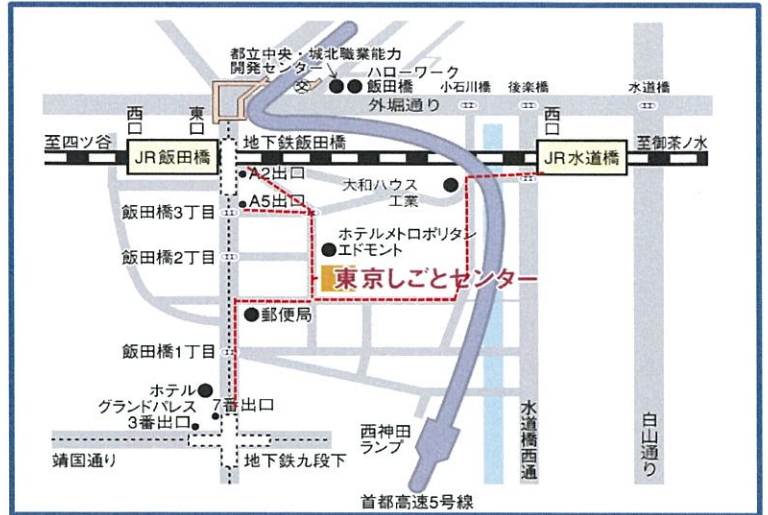 都立中央・城北職業能力
開発センター
ハローワーク
飯田橋
小石川橋
後楽橋
水道橋
外堀通り
西口
東口
西口
至四ツ谷
地下鉄飯田橋
至御茶ノ水
JR飯田橋
JR水道橋
A2出口
A5出口
大和ハウス
工業
飯田橋3丁目
ホテルメトロポリタン
エドモント
飯田橋2丁目
東京しごとセンター
郵便局
飯田橋1丁目
ホテル
グランドパレス
7番出口
3番出口
西神田
ランプ
水道橋西通
白山通り
靖国通り
地下鉄九段下
首都高速5号線